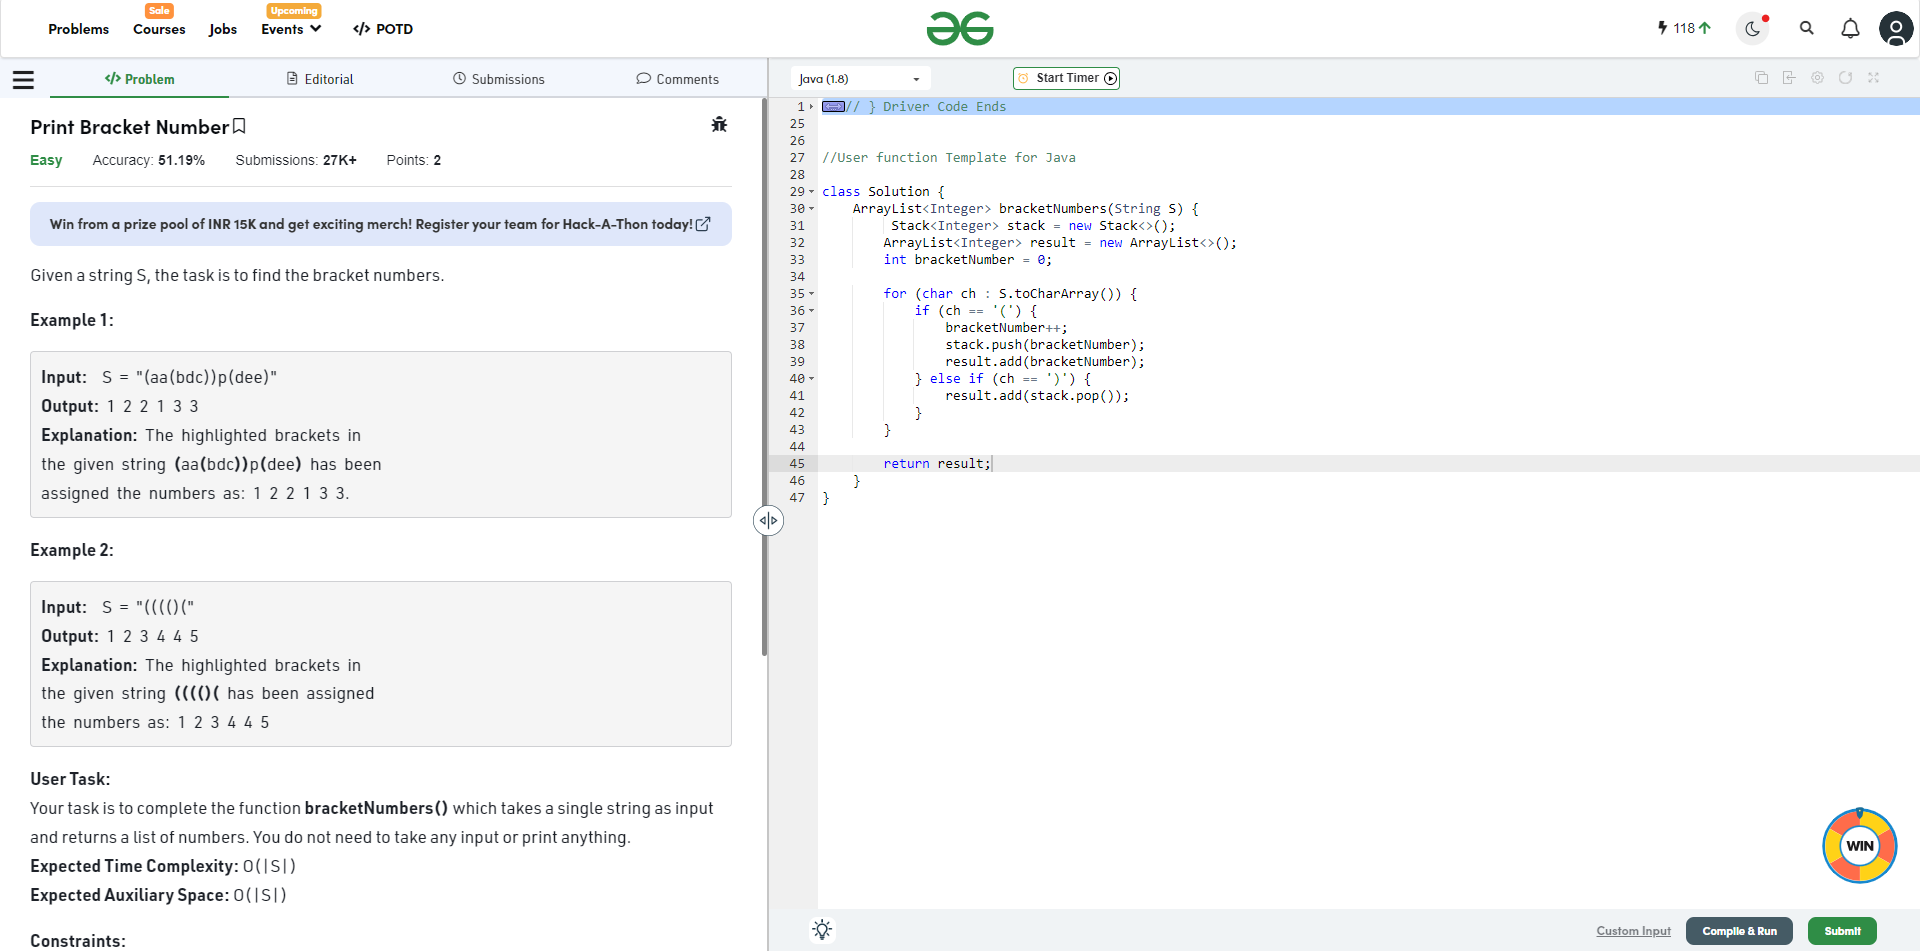 Sale
Upcoming
Problems Courses Jobs Events </> POTD
118
</> Problem Editorial Submissions Comments
Print Bracket Number
Easy Accuracy: 51.19% Submissions: 27K+ Points: 2
Win from a prize pool of INR 15K and get exciting merch! Register your team for Hack-A-Thon today!
Given a string S, the task is to find the bracket numbers.
Example 1:
Input: S = "(aa(bdc))p(dee)"
Output: 1 2 2 1 3 3
Explanation: The highlighted brackets in
the given string (aa(bdc))p(dee) has been
assigned the numbers as: 1 2 2 1 3 3.
Example 2:
Input: S = "(((()("
Output: 1 2 3 4 4 5
Explanation: The highlighted brackets in
the given string (((()( has been assigned
the numbers as: 1 2 3 4 4 5
User Task:
Your task is to complete the function bracketNumbers() which takes a single string as input
and returns a list of numbers. You do not need to take any input or print anything.
Expected Time Complexity: O(|S|)
Expected Auxiliary Space: O(|S|)
Constraints:
Java (1.8) Start Timer
1 // } Driver Code Ends
25
26
27 //User function Template for Java
28
29 class Solution {
30 ArrayList<Integer> bracketNumbers(String S) {
31 Stack<Integer> stack = new Stack<>();
32 ArrayList<Integer> result = new ArrayList<>();
33 int bracketNumber = 0;
34
35 for (char ch : S.toCharArray()) {
36 if (ch == '(') {
37 bracketNumber++;
38 stack.push(bracketNumber);
39 result.add(bracketNumber);
40 } else if (ch == ')') {
41 result.add(stack.pop());
42 }
43 }
44
45 return result;
46 }
47 }
WIN
Custom Input Compile & Run Submit